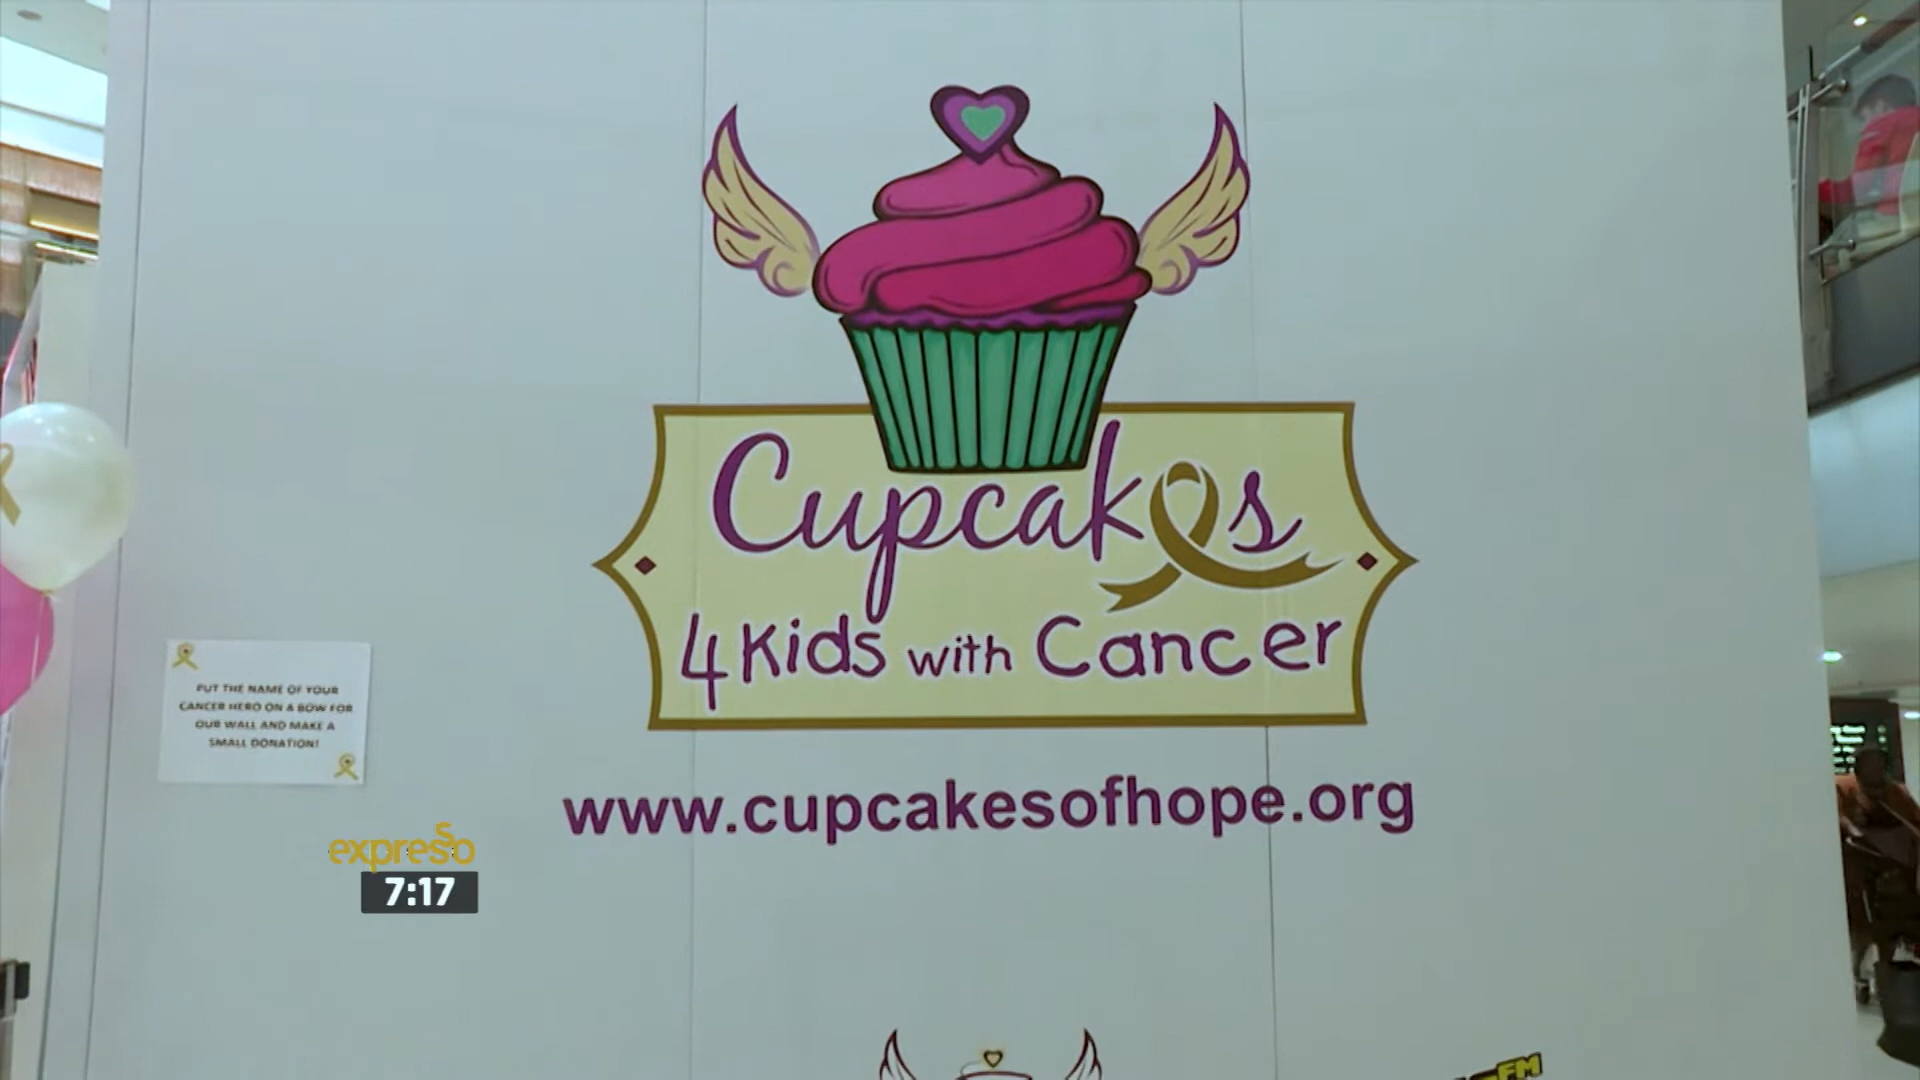 Cupcakes
4 Kids with Cancer
www.cupcakesofhope.org
PUT THE NAME OF YOUR
CANCER HERO ON A BOW FOR
OUR WALL AND MAKE A
SMALL DONATION!
expresso
7:17
FM